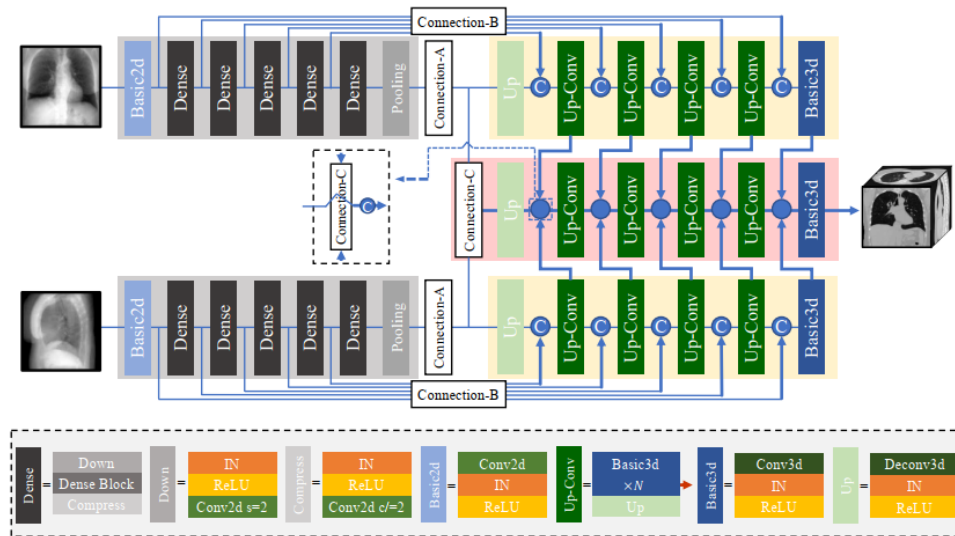 Connection-B
Basic2d
Dense
Dense
Dense
Dense
Dense
Pooling
Connection-A
Up
C
Up-Conv
C
Up-Conv
C
Up-Conv
C
Up-Conv
C
Basic3d
Connection-C
C
Connection-C
Up
Up-Conv
Up-Conv
Up-Conv
Up-Conv
Basic3d
Basic2d
Dense
Dense
Dense
Dense
Dense
Pooling
Connection-A
Up
C
Up-Conv
C
Up-Conv
C
Up-Conv
C
Up-Conv
C
Basic3d
Connection-B
Dense
=
Down
Dense Block
Compress
Down
=
IN
ReLU
Conv2d s=2
Compress
=
IN
ReLU
Conv2d c/=2
Basic2d
=
Conv2d
IN
ReLU
Up-Conv
=
Basic3d
×N
Up
Basic3d
=
Conv3d
IN
ReLU
Up
=
Deconv3d
IN
ReLU